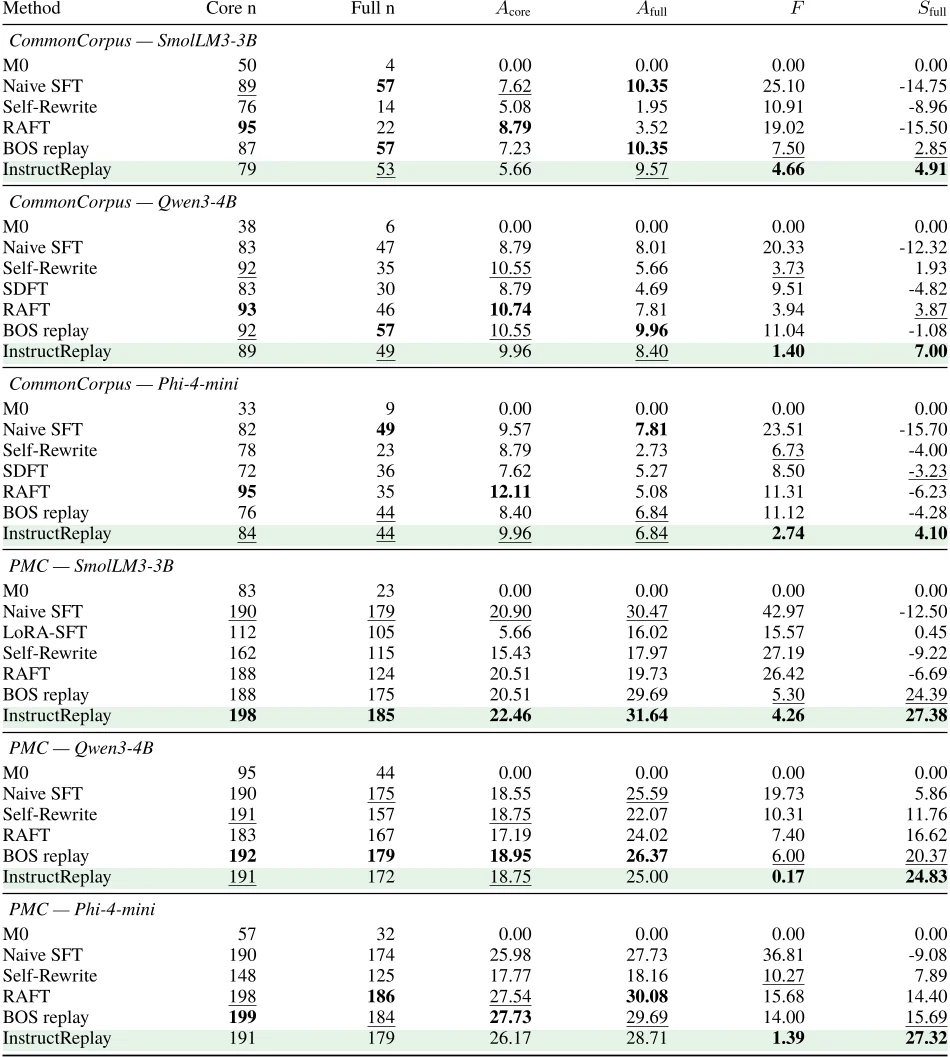 Method Core n Full n A_core A_full F S_full
CommonCorpus — SmolLM3-3B
M0 50 4 0.00 0.00 0.00 0.00
Naive SFT 89 57 7.62 10.35 25.10 -14.75
Self-Rewrite 76 14 5.08 1.95 10.91 -8.96
RAFT 95 22 8.79 3.52 19.02 -15.50
BOS replay 87 57 7.23 10.35 7.50 2.85
InstructReplay 79 53 5.66 9.57 4.66 4.91
CommonCorpus — Qwen3-4B
M0 38 6 0.00 0.00 0.00 0.00
Naive SFT 83 47 8.79 8.01 20.33 -12.32
Self-Rewrite 92 35 10.55 5.66 3.73 1.93
SDFT 83 30 8.79 4.69 9.51 -4.82
RAFT 93 46 10.74 7.81 3.94 3.87
BOS replay 92 57 10.55 9.96 11.04 -1.08
InstructReplay 89 49 9.96 8.40 1.40 7.00
CommonCorpus — Phi-4-mini
M0 33 9 0.00 0.00 0.00 0.00
Naive SFT 82 49 9.57 7.81 23.51 -15.70
Self-Rewrite 78 23 8.79 2.73 6.73 -4.00
SDFT 72 36 7.62 5.27 8.50 -3.23
RAFT 95 35 12.11 5.08 11.31 -6.23
BOS replay 76 44 8.40 6.84 11.12 -4.28
InstructReplay 84 44 9.96 6.84 2.74 4.10
PMC — SmolLM3-3B
M0 83 23 0.00 0.00 0.00 0.00
Naive SFT 190 179 20.90 30.47 42.97 -12.50
LoRA-SFT 112 105 5.66 16.02 15.57 0.45
Self-Rewrite 162 115 15.43 17.97 27.19 -9.22
RAFT 188 124 20.51 19.73 26.42 -6.69
BOS replay 188 175 20.51 29.69 5.30 24.39
InstructReplay 198 185 22.46 31.64 4.26 27.38
PMC — Qwen3-4B
M0 95 44 0.00 0.00 0.00 0.00
Naive SFT 190 175 18.55 25.59 19.73 5.86
Self-Rewrite 191 157 18.75 22.07 10.31 11.76
RAFT 183 167 17.19 24.02 7.40 16.62
BOS replay 192 179 18.95 26.37 6.00 20.37
InstructReplay 191 172 18.75 25.00 0.17 24.83
PMC — Phi-4-mini
M0 57 32 0.00 0.00 0.00 0.00
Naive SFT 190 174 25.98 27.73 36.81 -9.08
Self-Rewrite 148 125 17.77 18.16 10.27 7.89
RAFT 198 186 27.54 30.08 15.68 14.40
BOS replay 199 184 27.73 29.69 14.00 15.69
InstructReplay 191 179 26.17 28.71 1.39 27.32